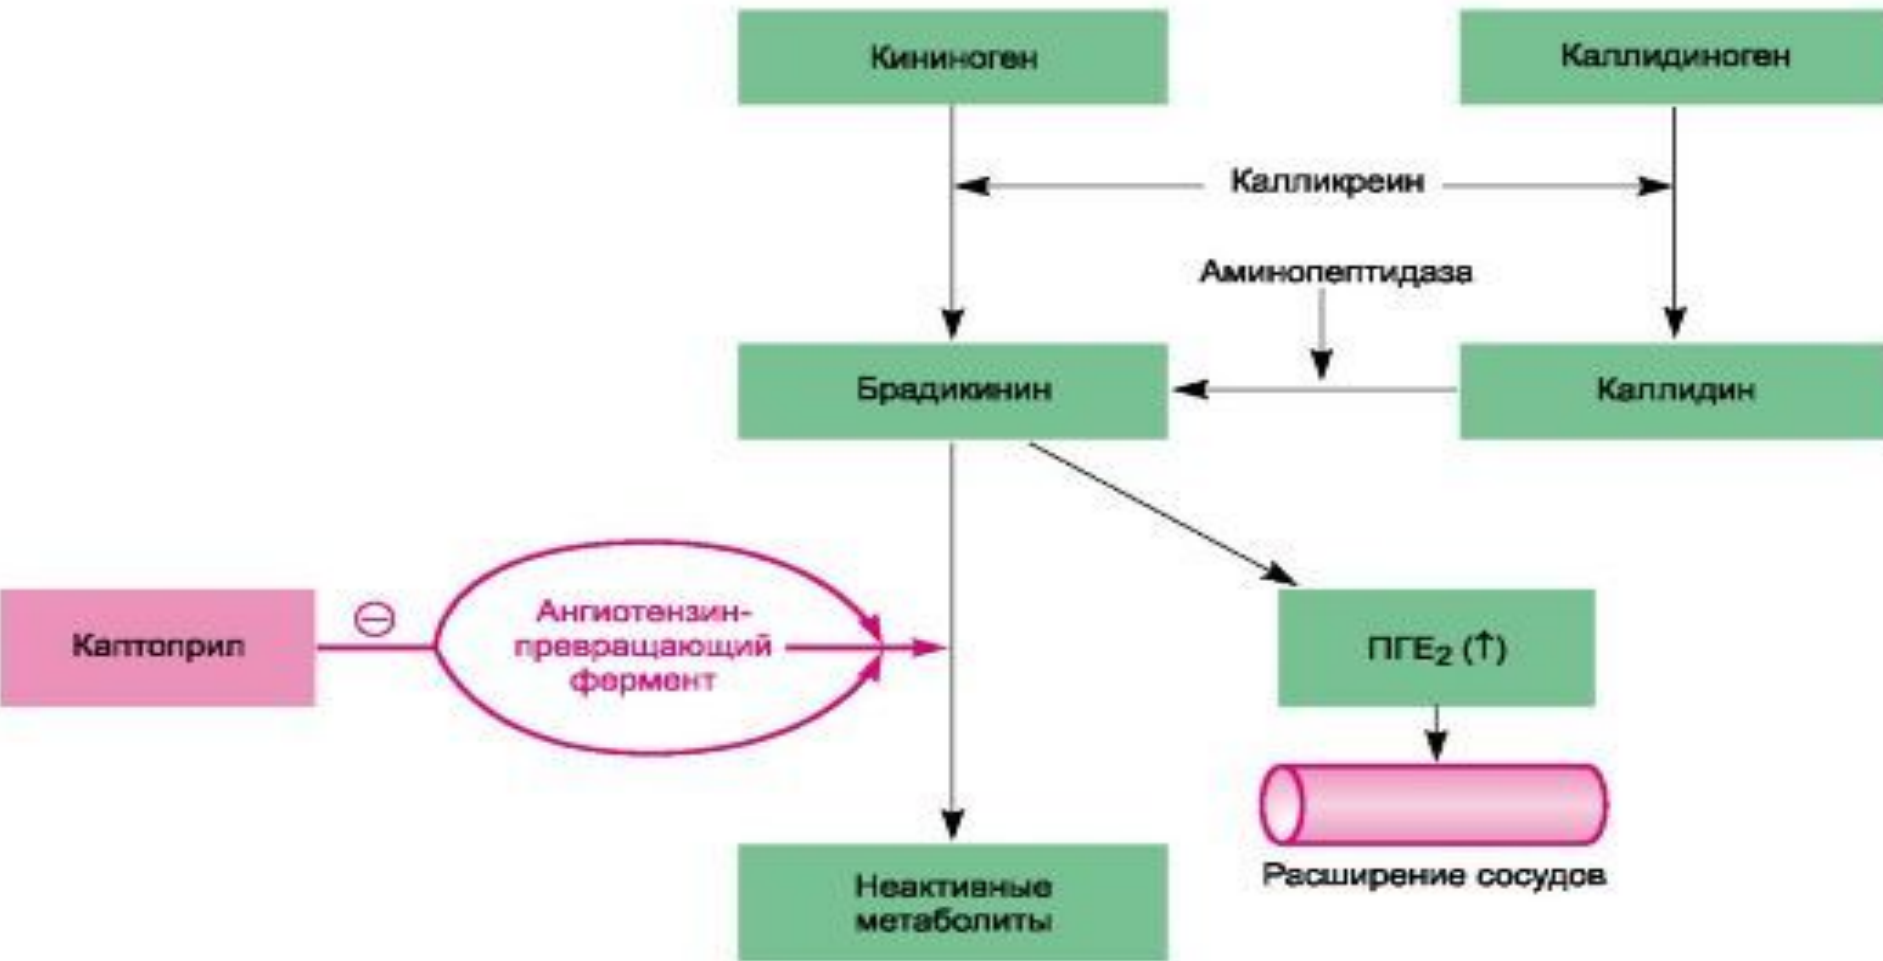 Кининоген
Каллидиноген
Калликреин
Аминопептидаза
Брадикинин
Каллидин
Каптоприл
⊖
Ангиотензин-
превращающий
фермент
ПГЕ₂ (↑)
Расширение сосудов
Неактивные
метаболиты